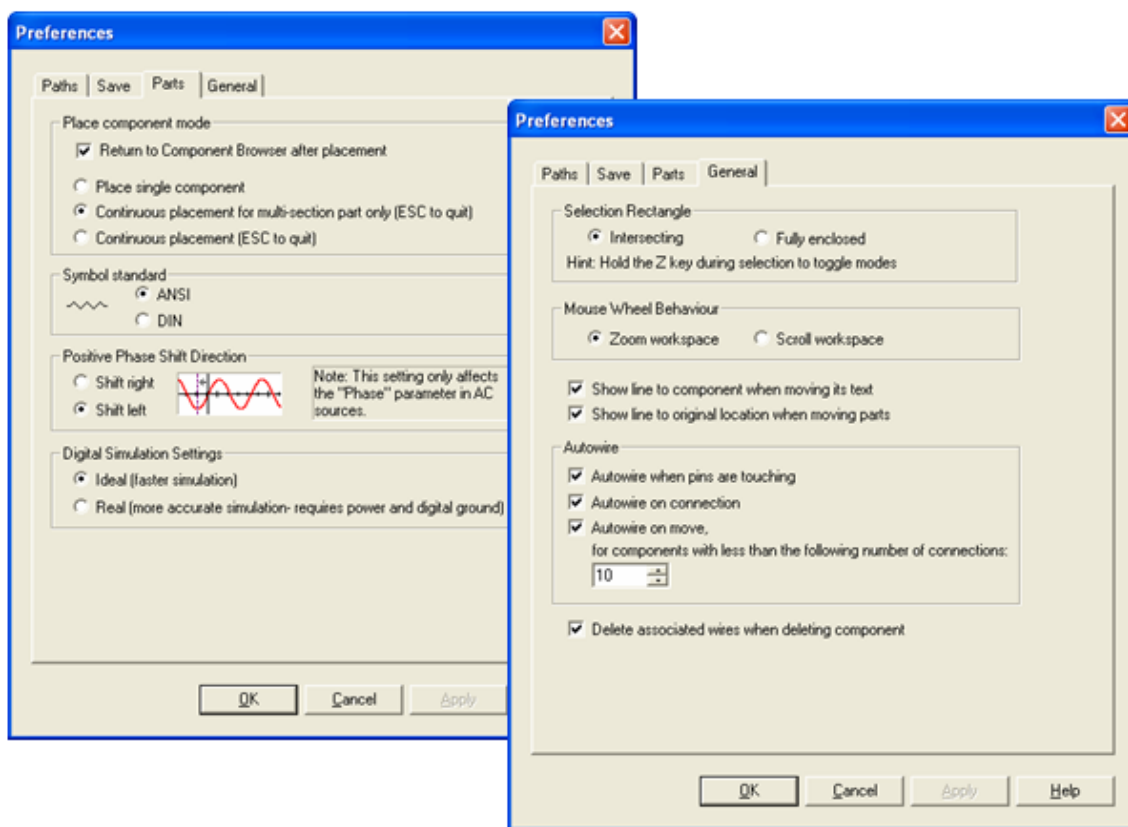 Preferences
Paths Save Parts General
Place component mode
Return to Component Browser after placement
Place single component
Continuous placement for multi-section part only (ESC to quit)
Continuous placement (ESC to quit)
Symbol standard
ANSI
DIN
Positive Phase Shift Direction
Shift right
Shift left
Note: This setting only affects
the "Phase" parameter in AC
sources.
Digital Simulation Settings
Ideal (faster simulation)
Real (more accurate simulation- requires power and digital ground)
OK Cancel Apply
Preferences
Paths Save Parts General
Selection Rectangle
Intersecting Fully enclosed
Hint: Hold the Z key during selection to toggle modes
Mouse Wheel Behaviour
Zoom workspace Scroll workspace
Show line to component when moving its text
Show line to original location when moving parts
Autowire
Autowire when pins are touching
Autowire on connection
Autowire on move,
for components with less than the following number of connections:
10
Delete associated wires when deleting component
OK Cancel Apply Help